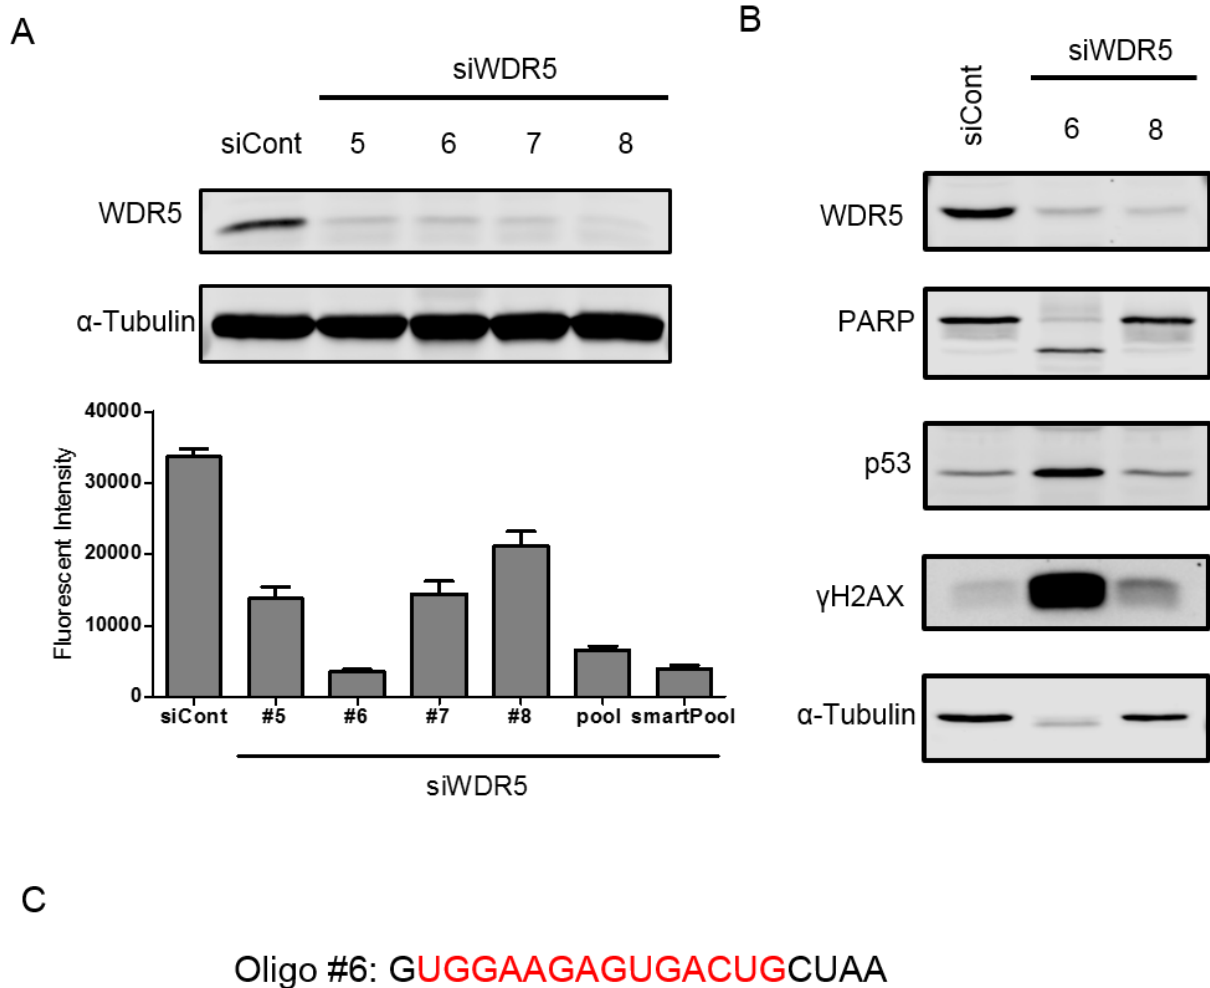 A
siWDR5
siCont 5 6 7 8
WDR5
α-Tubulin
40000
30000
20000
10000
0
Fluorescent Intensity
siCont #5 #6 #7 #8 pool smartPool
siWDR5
B
siWDR5
siCont 6 8
WDR5
PARP
p53
γH2AX
α-Tubulin
C
Oligo #6: GUGGAAGAGUGACUGCUAA